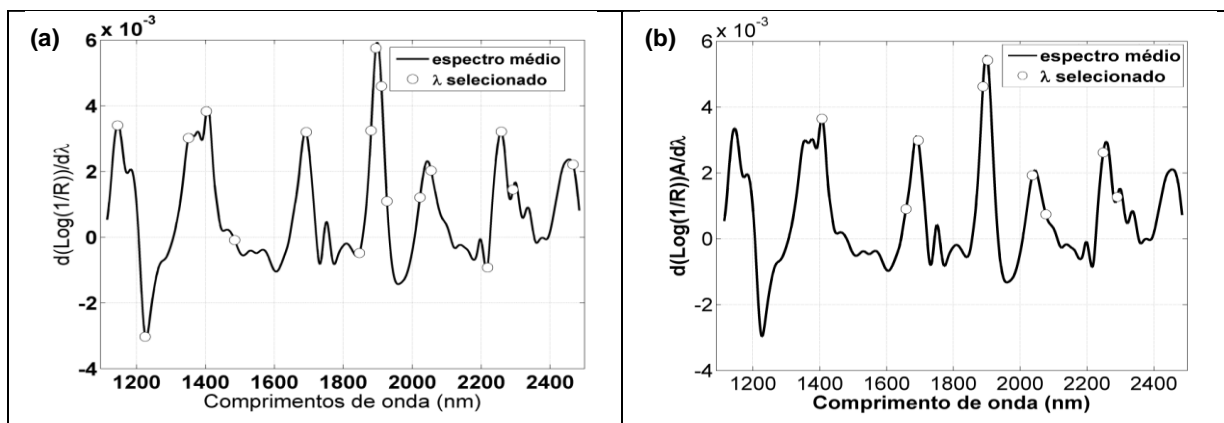 (a)
x 10⁻³
6
4
2
0
-2
-4
d(Log(1/R))/dλ
espectro médio
λ selecionado
1200 1400 1600 1800 2000 2200 2400
Comprimentos de onda (nm)
(b)
x 10⁻³
6
4
2
0
-2
-4
d(Log(1/R))A/dλ
espectro médio
λ selecionado
1200 1400 1600 1800 2000 2200 2400
Comprimento de onda (nm)